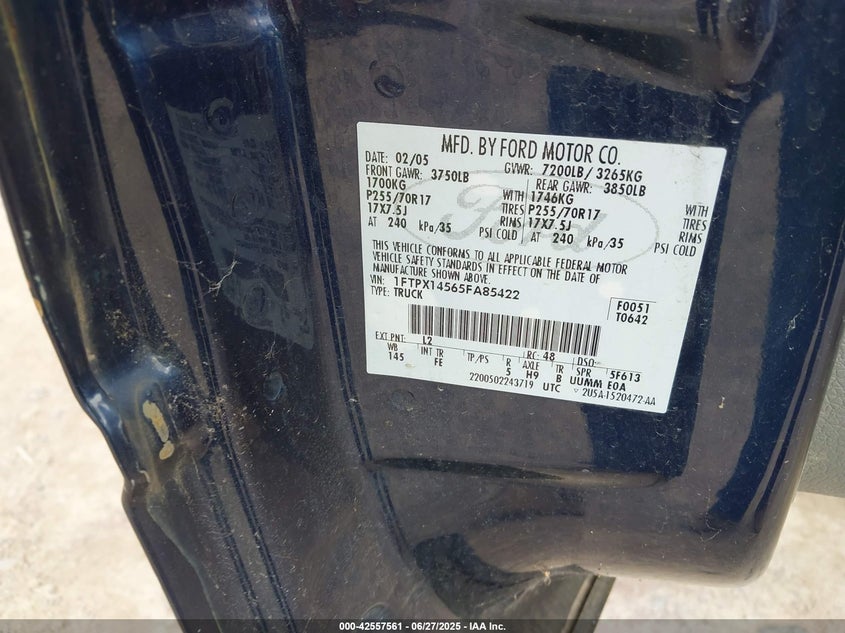 MFD. BY FORD MOTOR CO.
DATE: 02/05 GVWR: 7200LB / 3265KG
FRONT GAWR: 3750LB REAR GAWR: 3850LB
1700KG WITH 1746KG WITH
P255/70R17 TIRES P255/70R17 TIRES
17X7.5J RIMS 17X7.5J RIMS
AT 240 kPa/35 PSI COLD AT 240 kPa/35 PSI COLD
THIS VEHICLE CONFORMS TO ALL APPLICABLE FEDERAL MOTOR
VEHICLE SAFETY STANDARDS IN EFFECT ON THE DATE OF
MANUFACTURE SHOWN ABOVE.
VIN: 1FTPX14565FA85422 F0051
TYPE: TRUCK T0642
Ford
EXT PNT: L2 RC: 48 DSO:
WB INT TR TP/PS R AXLE TR SPR 5F613
145 FE 5 H9 B UUMM E0A
2200502243719 UTC 2U5A-1520472-AA
000-42557561 - 06/27/2025 - IAA Inc.